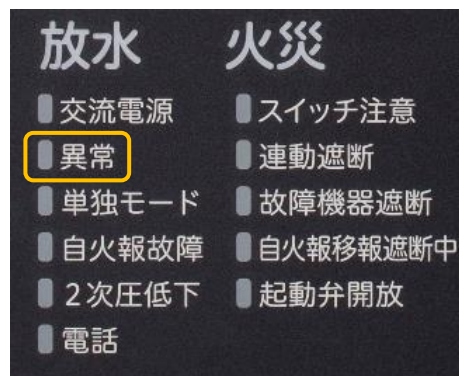 放水
交流電源
異常
単独モード
自火報故障
2次圧低下
電話
火災
スイッチ注意
連動遮断
故障機器遮断
自火報移報遮断中
起動弁開放